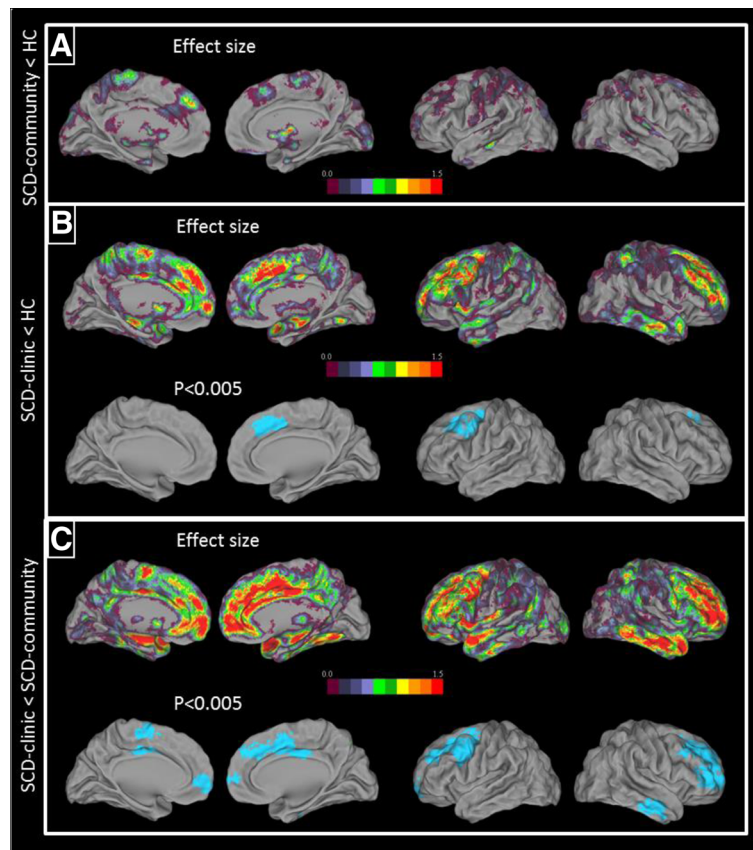 A
SCD-community < HC
Effect size
0.0
1.5
B
SCD-clinic < HC
Effect size
0.0
1.5
P<0.005
C
SCD-clinic < SCD-community
Effect size
0.0
1.5
P<0.005